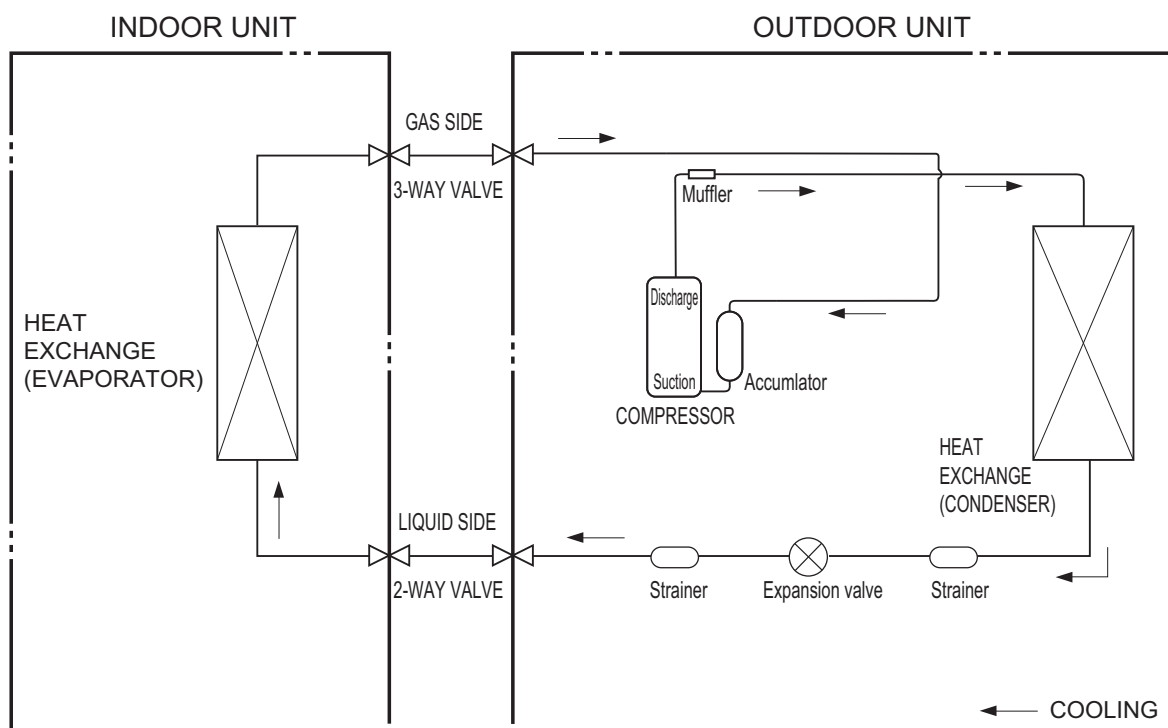 INDOOR UNIT
OUTDOOR UNIT
GAS SIDE
3-WAY VALVE
Muffler
HEAT
EXCHANGE
(EVAPORATOR)
Discharge
Suction
Accumlator
COMPRESSOR
HEAT
EXCHANGE
(CONDENSER)
LIQUID SIDE
2-WAY VALVE
Strainer
Expansion valve
Strainer
COOLING